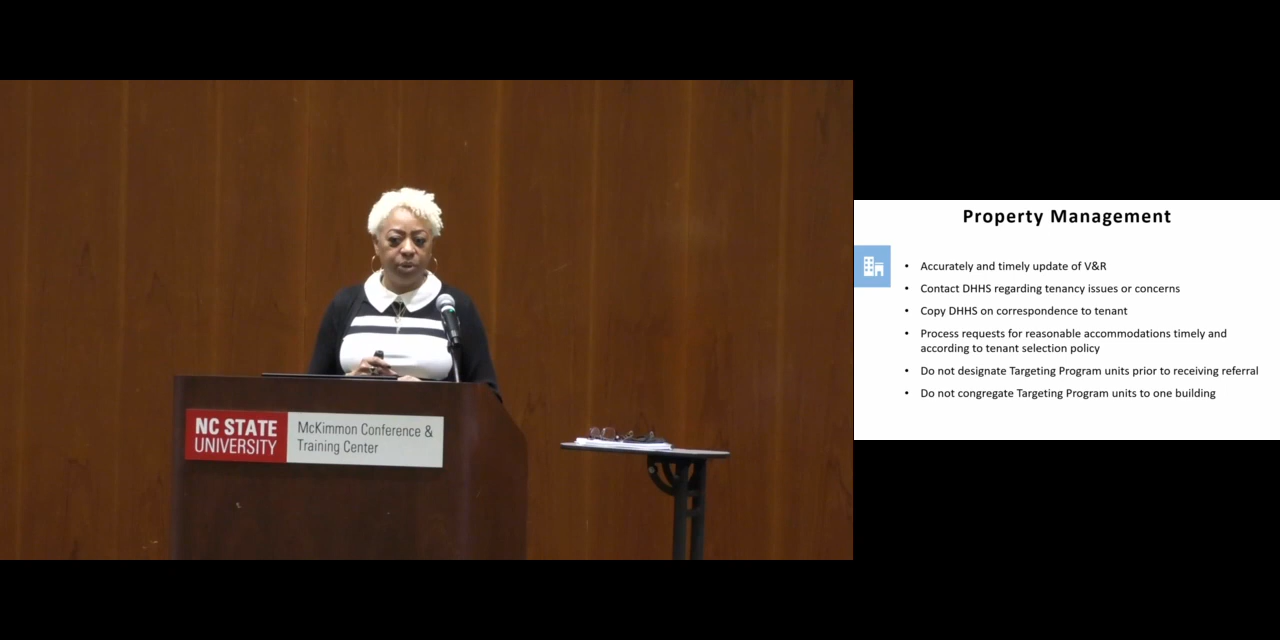 NC STATE
UNIVERSITY
McKimmon Conference &
Training Center
Property Management
• Accurately and timely update of V&R
• Contact DHHS regarding tenancy issues or concerns
• Copy DHHS on correspondence to tenant
• Process requests for reasonable accommodations timely and
according to tenant selection policy
• Do not designate Targeting Program units prior to receiving referral
• Do not congregate Targeting Program units to one building